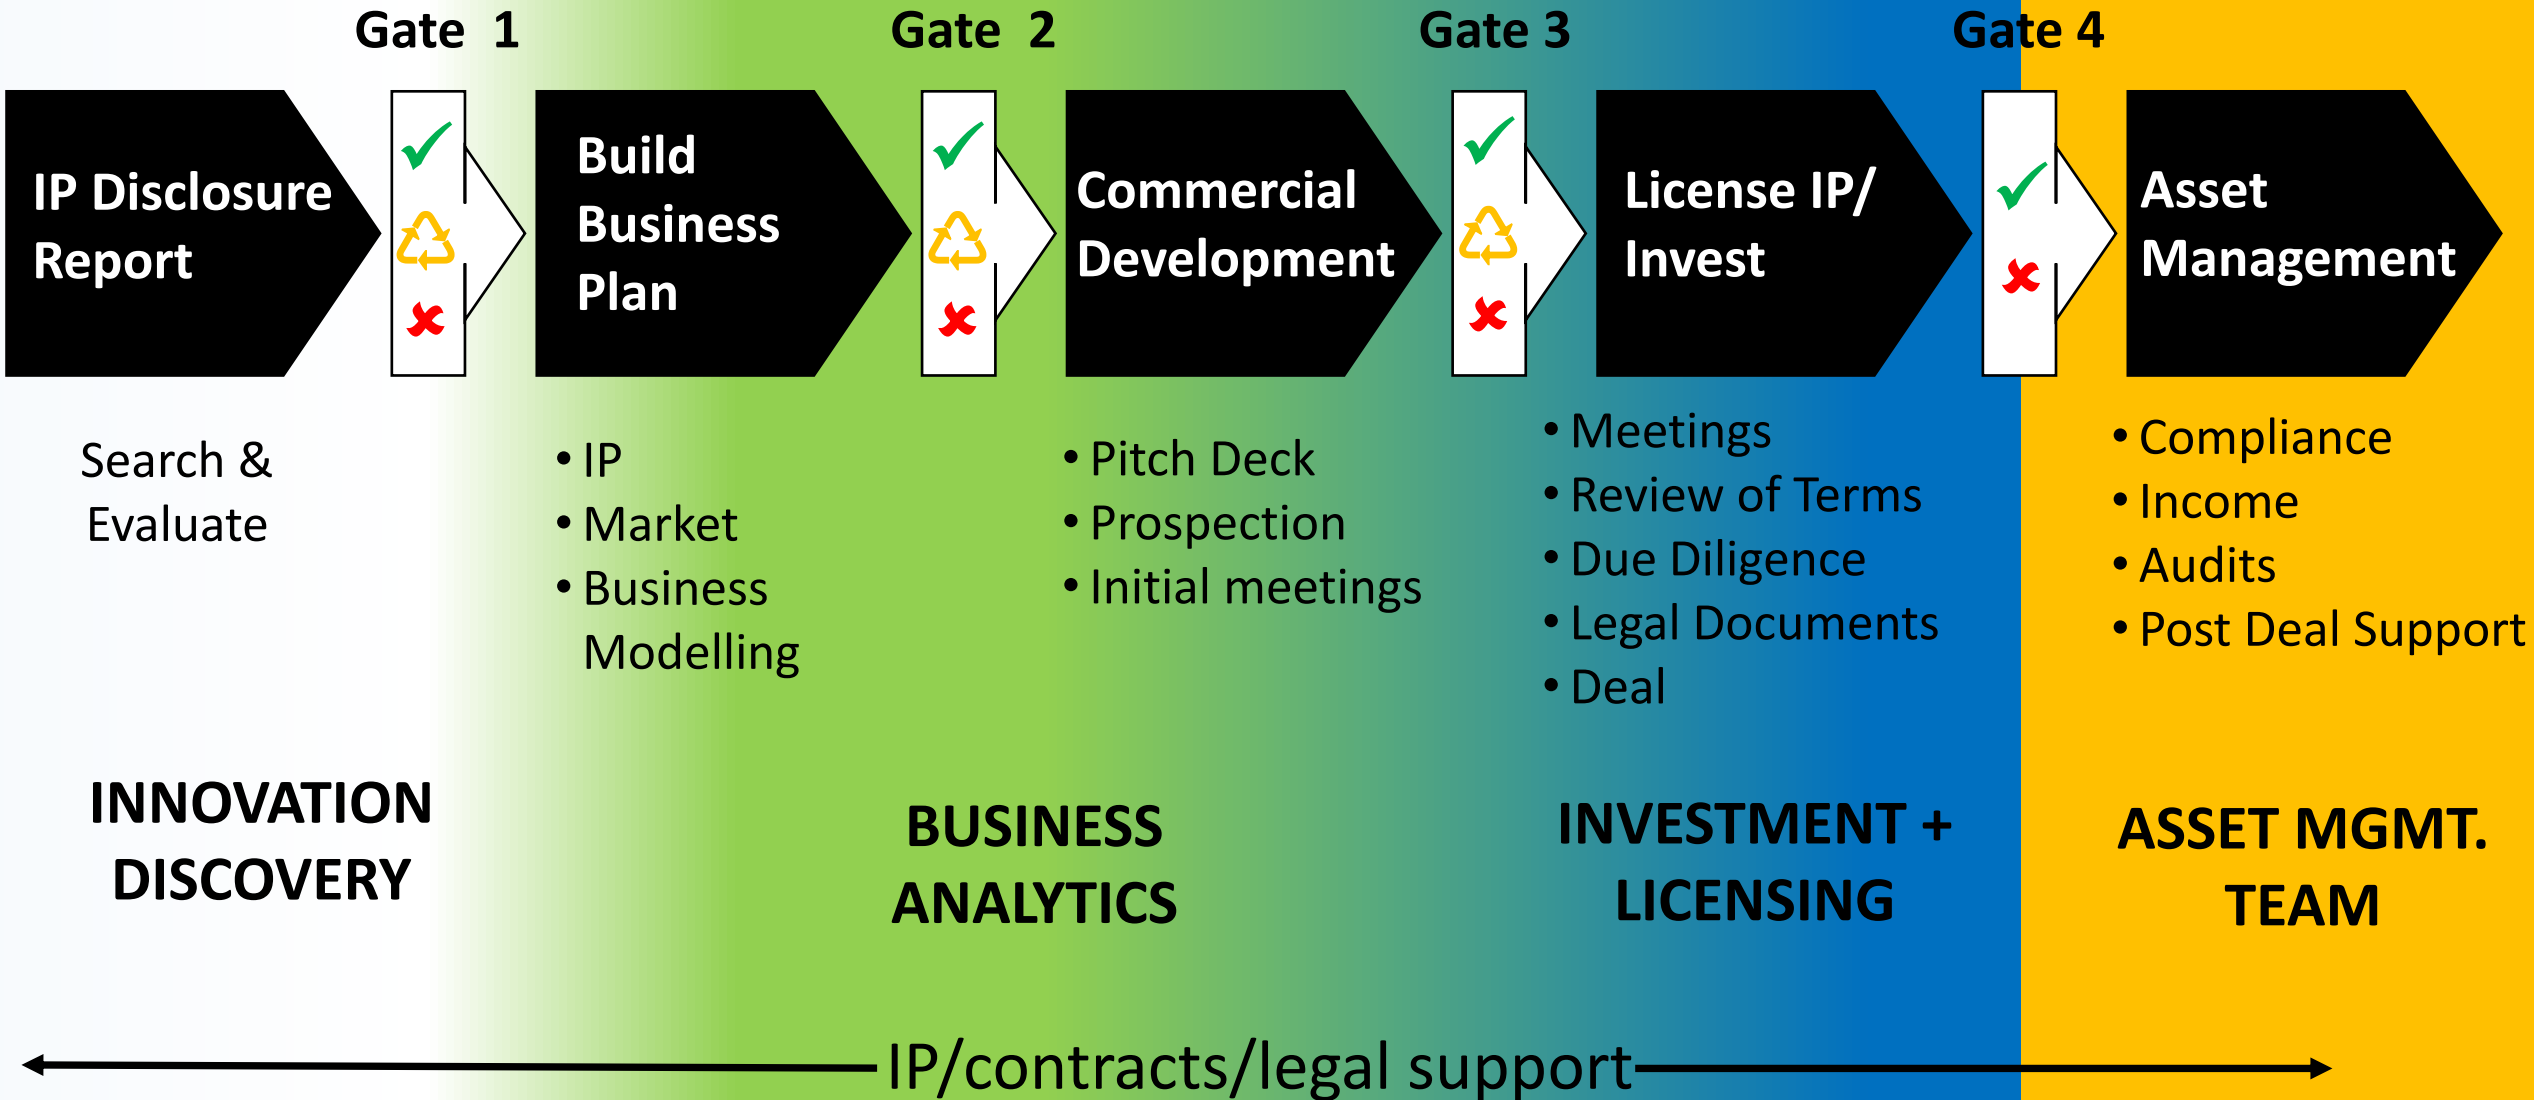 Gate 1
Gate 2
Gate 3
Gate 4
IP Disclosure
Report
Build
Business
Plan
Commercial
Development
License IP/
Invest
Asset
Management
Search &
Evaluate
• IP
• Market
• Business
Modelling
• Pitch Deck
• Prospection
• Initial meetings
• Meetings
• Review of Terms
• Due Diligence
• Legal Documents
• Deal
• Compliance
• Income
• Audits
• Post Deal Support
INNOVATION
DISCOVERY
BUSINESS
ANALYTICS
INVESTMENT +
LICENSING
ASSET MGMT.
TEAM
IP/contracts/legal support